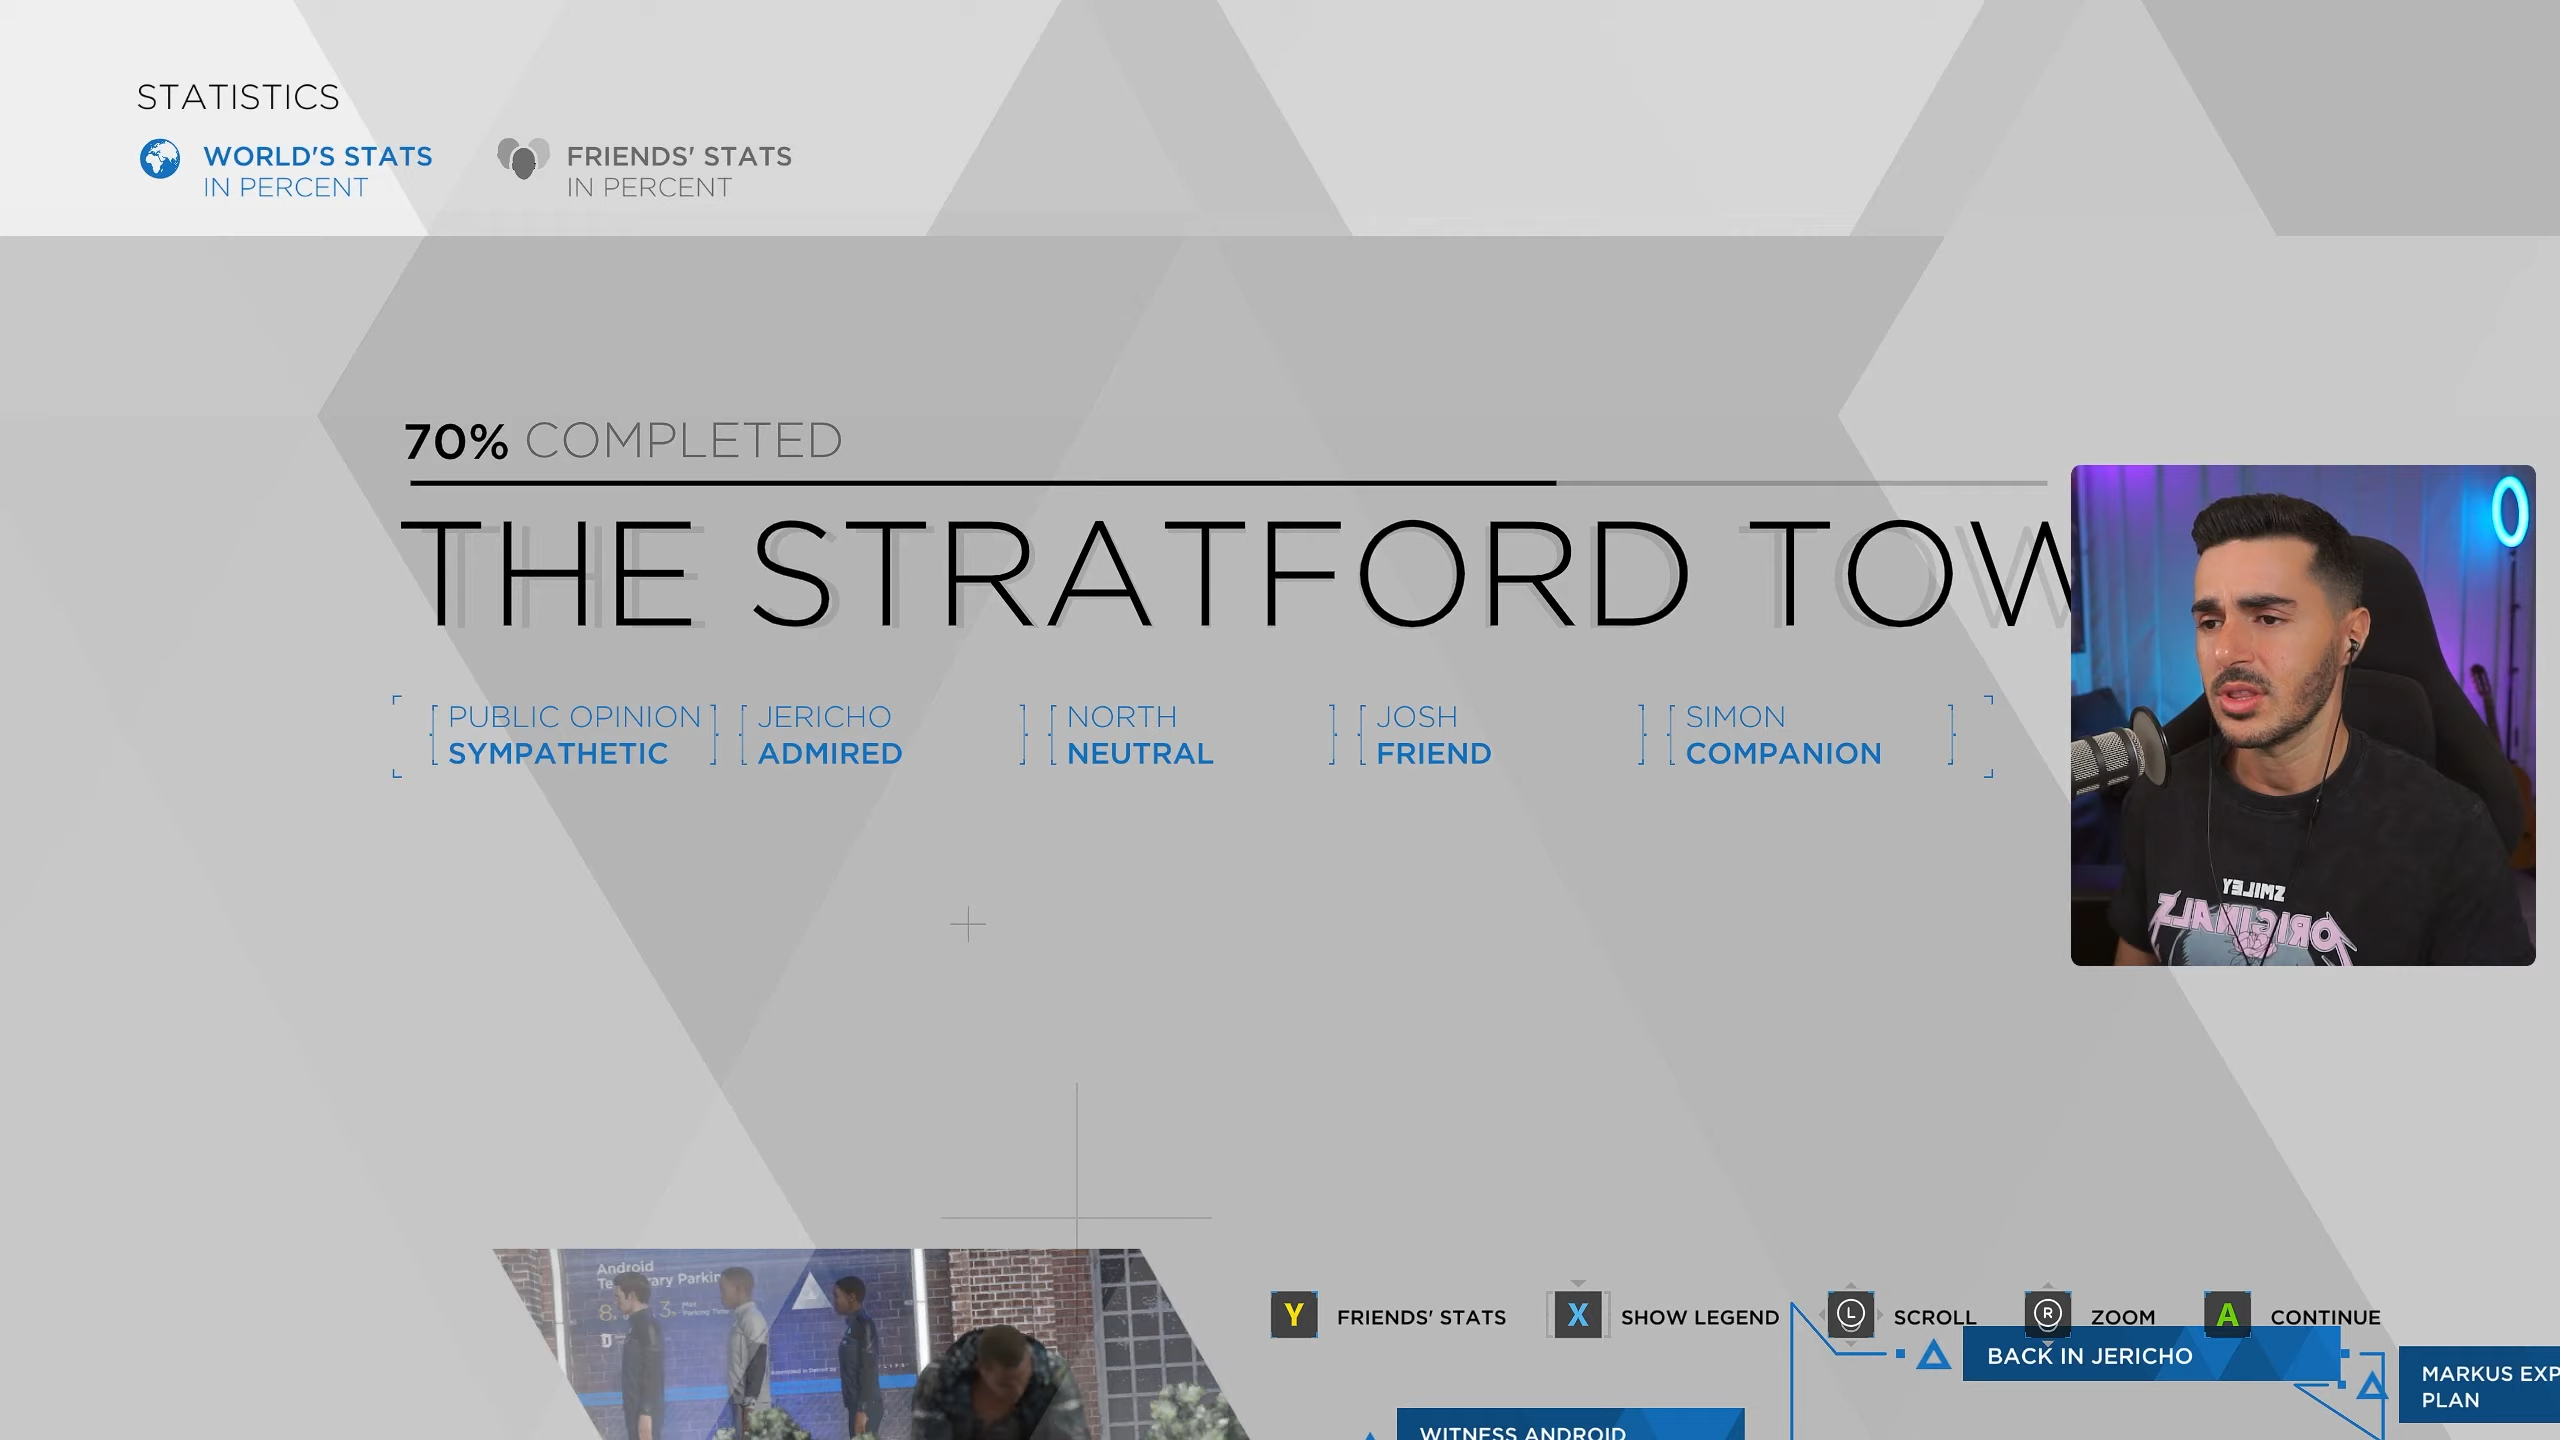 STATISTICS
WORLD'S STATS
IN PERCENT
FRIENDS' STATS
IN PERCENT
70% COMPLETED
THE STRATFORD TOW
PUBLIC OPINION
SYMPATHETIC
JERICHO
ADMIRED
NORTH
NEUTRAL
JOSH
FRIEND
SIMON
COMPANION
SMILEY
ORIGINALS
Android
Y FRIENDS' STATS
X SHOW LEGEND
L SCROLL
R ZOOM
A CONTINUE
BACK IN JERICHO
MARKUS EXP
PLAN
WITNESS ANDROID